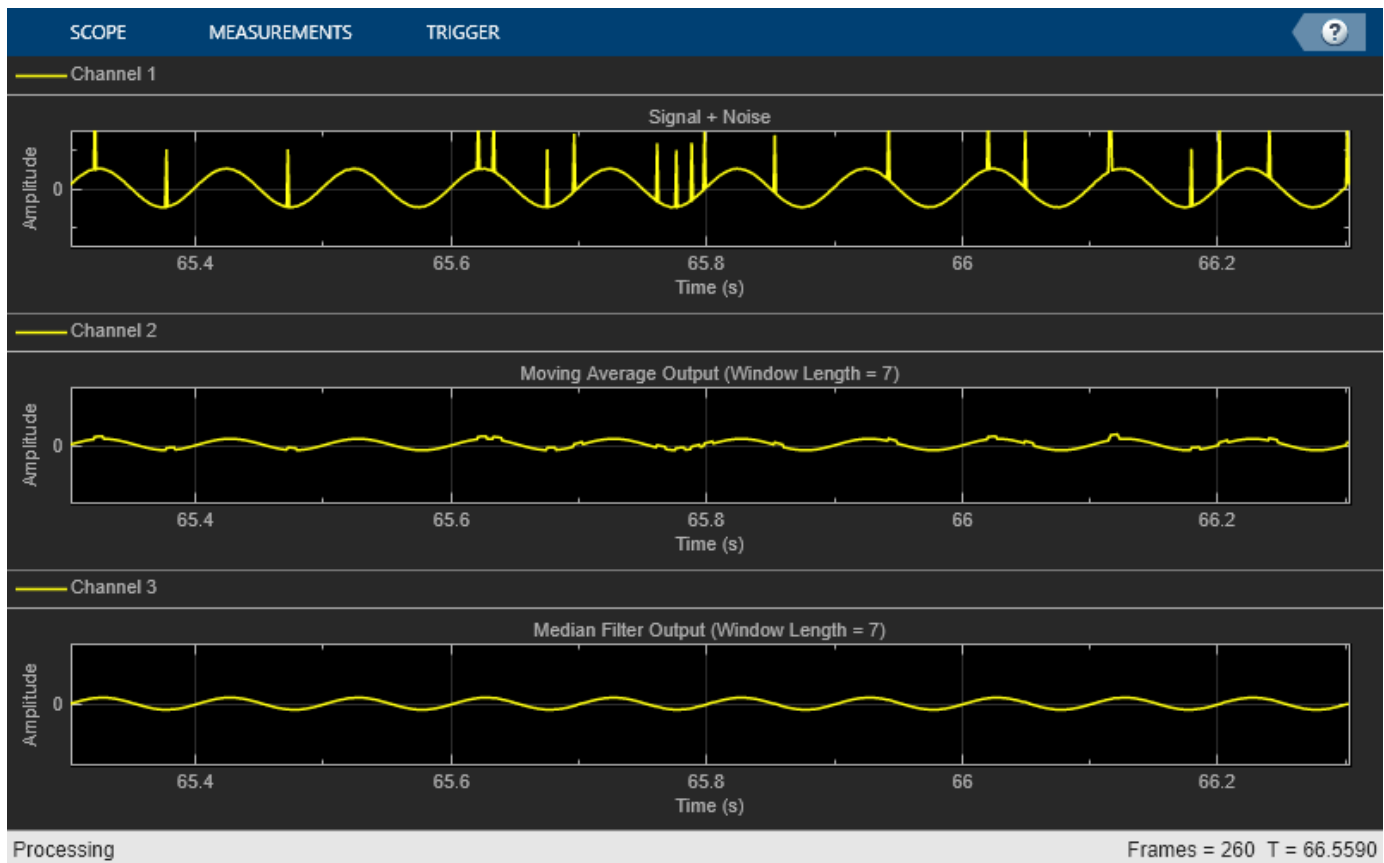 SCOPE MEASUREMENTS TRIGGER ?
Channel 1
Signal + Noise
Amplitude
0
65.4 65.6 65.8 66 66.2
Time (s)
Channel 2
Moving Average Output (Window Length = 7)
Amplitude
0
65.4 65.6 65.8 66 66.2
Time (s)
Channel 3
Median Filter Output (Window Length = 7)
Amplitude
0
65.4 65.6 65.8 66 66.2
Time (s)
Processing Frames = 260 T = 66.5590